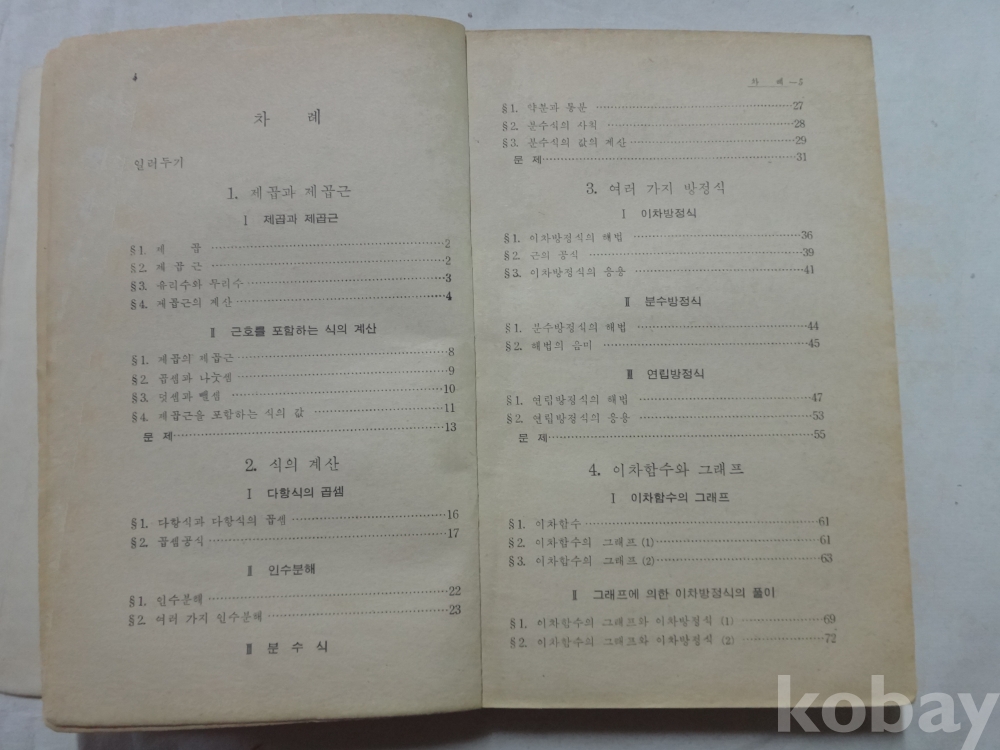 4
차 례
일러두기
1. 제곱과 제곱근
Ⅰ 제곱과 제곱근
§1. 제 곱 2
§2. 제 곱 근 2
§3. 유리수와 무리수 3
§4. 제곱근의 계산 4
Ⅱ 근호를 포함하는 식의 계산
§1. 제곱의 제곱근 8
§2. 곱셈과 나눗셈 9
§3. 덧셈과 뺄셈 10
§4. 제곱근을 포함하는 식의 값 11
문 제 13
2. 식의 계산
Ⅰ 다항식의 곱셈
§1. 다항식과 다항식의 곱셈 16
§2. 곱셈공식 17
Ⅱ 인수분해
§1. 인수분해 22
§2. 여러 가지 인수분해 23
Ⅲ 분 수 식
차 례—5
§1. 약분과 통분 27
§2. 분수식의 사칙 28
§3. 분수식의 값의 계산 29
문 제 31
3. 여러 가지 방정식
Ⅰ 이차방정식
§1. 이차방정식의 해법 36
§2. 근의 공식 39
§3. 이차방정식의 응용 41
Ⅱ 분수방정식
§1. 분수방정식의 해법 44
§2. 해법의 음미 45
Ⅲ 연립방정식
§1. 연립방정식의 해법 47
§2. 연립방정식의 응용 53
문 제 55
4. 이차함수와 그래프
Ⅰ 이차함수의 그래프
§1. 이차함수 61
§2. 이차함수의 그래프 (1) 61
§3. 이차함수의 그래프 (2) 63
Ⅱ 그래프에 의한 이차방정식의 풀이
§1. 이차함수의 그래프와 이차방정식 (1) 69
§2. 이차함수의 그래프와 이차방정식 (2) 72
kobay